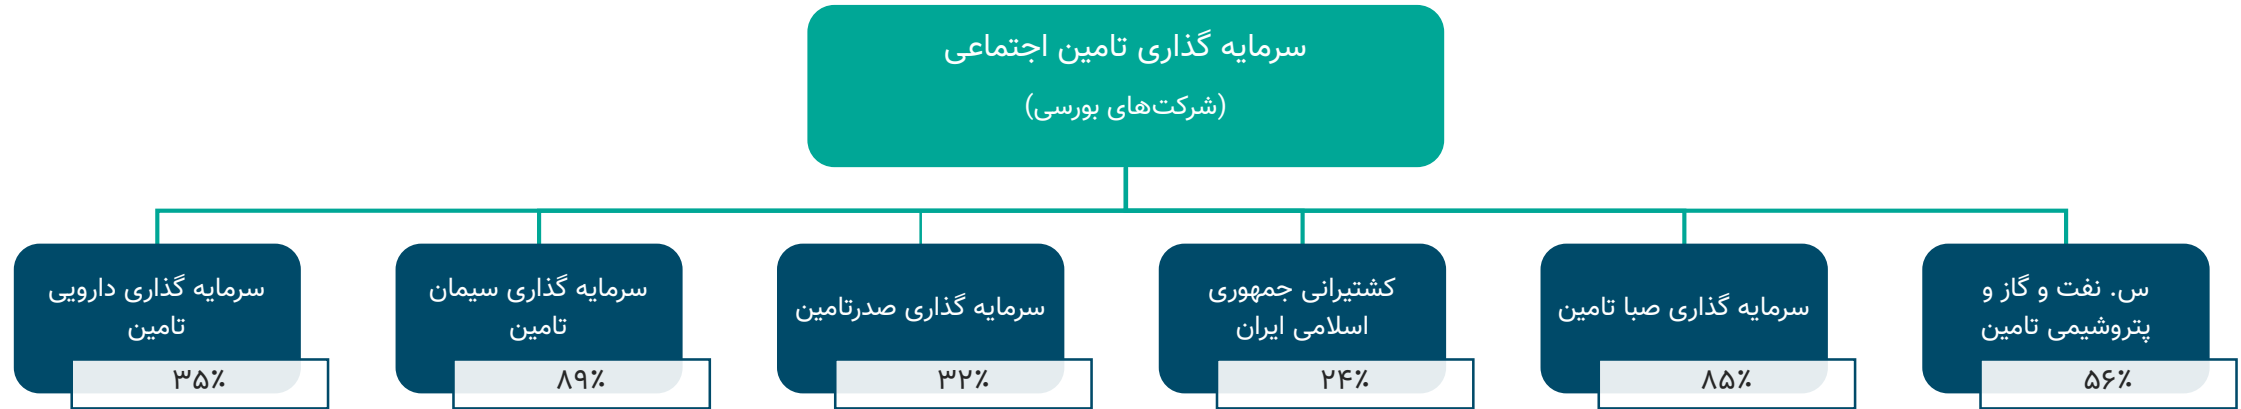 سرمایه گذاری تامین اجتماعی
(شرکت‌های بورسی)
س. نفت و گاز و
پتروشیمی تامین
۵۶٪
سرمایه گذاری صبا تامین
۸۵٪
کشتیرانی جمهوری
اسلامی ایران
۲۴٪
سرمایه گذاری صدرتامین
۳۲٪
سرمایه گذاری سیمان
تامین
۸۹٪
سرمایه گذاری دارویی
تامین
۳۵٪